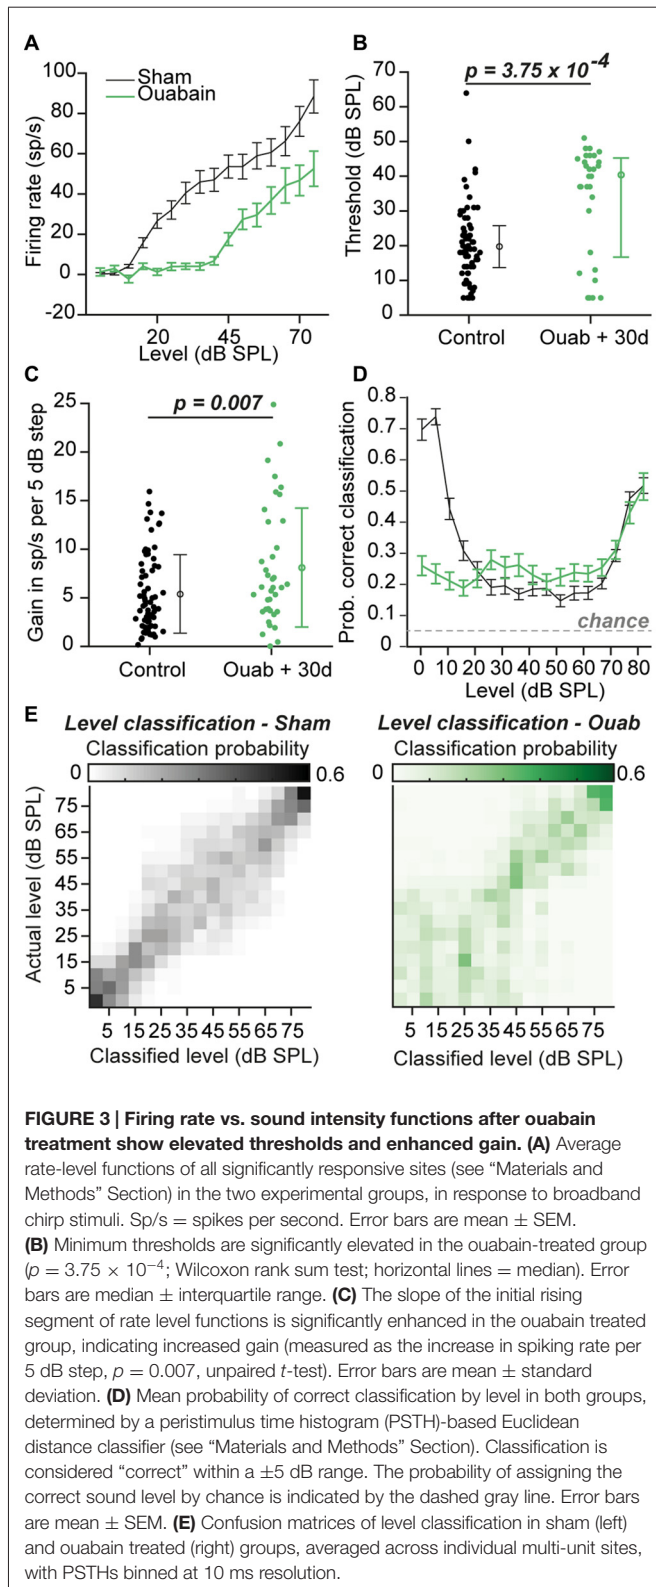 A
Sham
Ouabain
Firing rate (sp/s)
100
80
60
40
20
0
-20
20 45 70
Level (dB SPL)
B
p = 3.75 x 10-4
Threshold (dB SPL)
70
60
50
40
30
20
10
0
Control Ouab + 30d
C
p = 0.007
Gain in sp/s per 5 dB step
25
20
15
10
5
0
Control Ouab + 30d
D
Prob. correct classification
0.8
0.7
0.6
0.5
0.4
0.3
0.2
0.1
0
chance
0 10 20 30 40 50 60 70 80
Level (dB SPL)
E
Level classification - Sham
Classification probability
0 0.6
Actual level (dB SPL)
75
65
55
45
35
25
15
5
5 15 25 35 45 55 65 75
Classified level (dB SPL)
Level classification - Ouab
Classification probability
0 0.6
5 15 25 35 45 55 65 75
Classified level (dB SPL)
FIGURE 3 | Firing rate vs. sound intensity functions after ouabain
treatment show elevated thresholds and enhanced gain. (A) Average
rate-level functions of all significantly responsive sites (see “Materials and
Methods” Section) in the two experimental groups, in response to broadband
chirp stimuli. Sp/s = spikes per second. Error bars are mean ± SEM.
(B) Minimum thresholds are significantly elevated in the ouabain-treated group
(p = 3.75 × 10−4; Wilcoxon rank sum test; horizontal lines = median). Error
bars are median ± interquartile range. (C) The slope of the initial rising
segment of rate level functions is significantly enhanced in the ouabain treated
group, indicating increased gain (measured as the increase in spiking rate per
5 dB step, p = 0.007, unpaired t-test). Error bars are mean ± standard
deviation. (D) Mean probability of correct classification by level in both groups,
determined by a peristimulus time histogram (PSTH)-based Euclidean
distance classifier (see “Materials and Methods” Section). Classification is
considered “correct” within a ±5 dB range. The probability of assigning the
correct sound level by chance is indicated by the dashed gray line. Error bars
are mean ± SEM. (E) Confusion matrices of level classification in sham (left)
and ouabain treated (right) groups, averaged across individual multi-unit sites,
with PSTHs binned at 10 ms resolution.